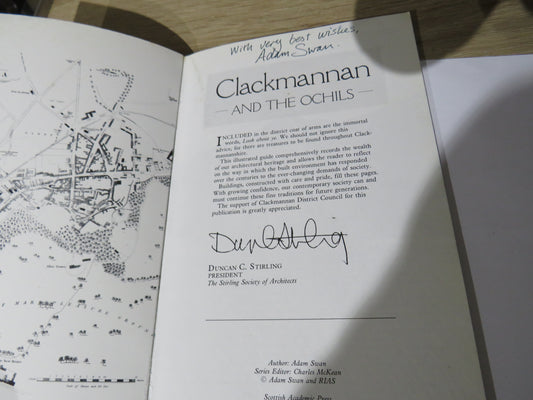 With very best wishes,
Adam Swan.
Clackmannan
— AND THE OCHILS —
INCLUDED in the district coat of arms are the immortal
words, Look about ye. We should not ignore this
advice, for there are treasures to be found throughout Clack-
mannanshire.
This illustrated guide comprehensively records the wealth
of our architectural heritage and allows the reader to reflect
on the way in which the built environment has responded
over the centuries to the ever-changing demands of society.
Buildings, constructed with care and pride, fill these pages.
With growing confidence, our contemporary society can and
must continue these fine traditions for future generations.
The support of Clackmannan District Council for this
publication is greatly appreciated.
DUNCAN C. STIRLING
PRESIDENT
The Stirling Society of Architects
Author: Adam Swan
Series Editor: Charles McKean
© Adam Swan and RIAS
Scottish Academic Press